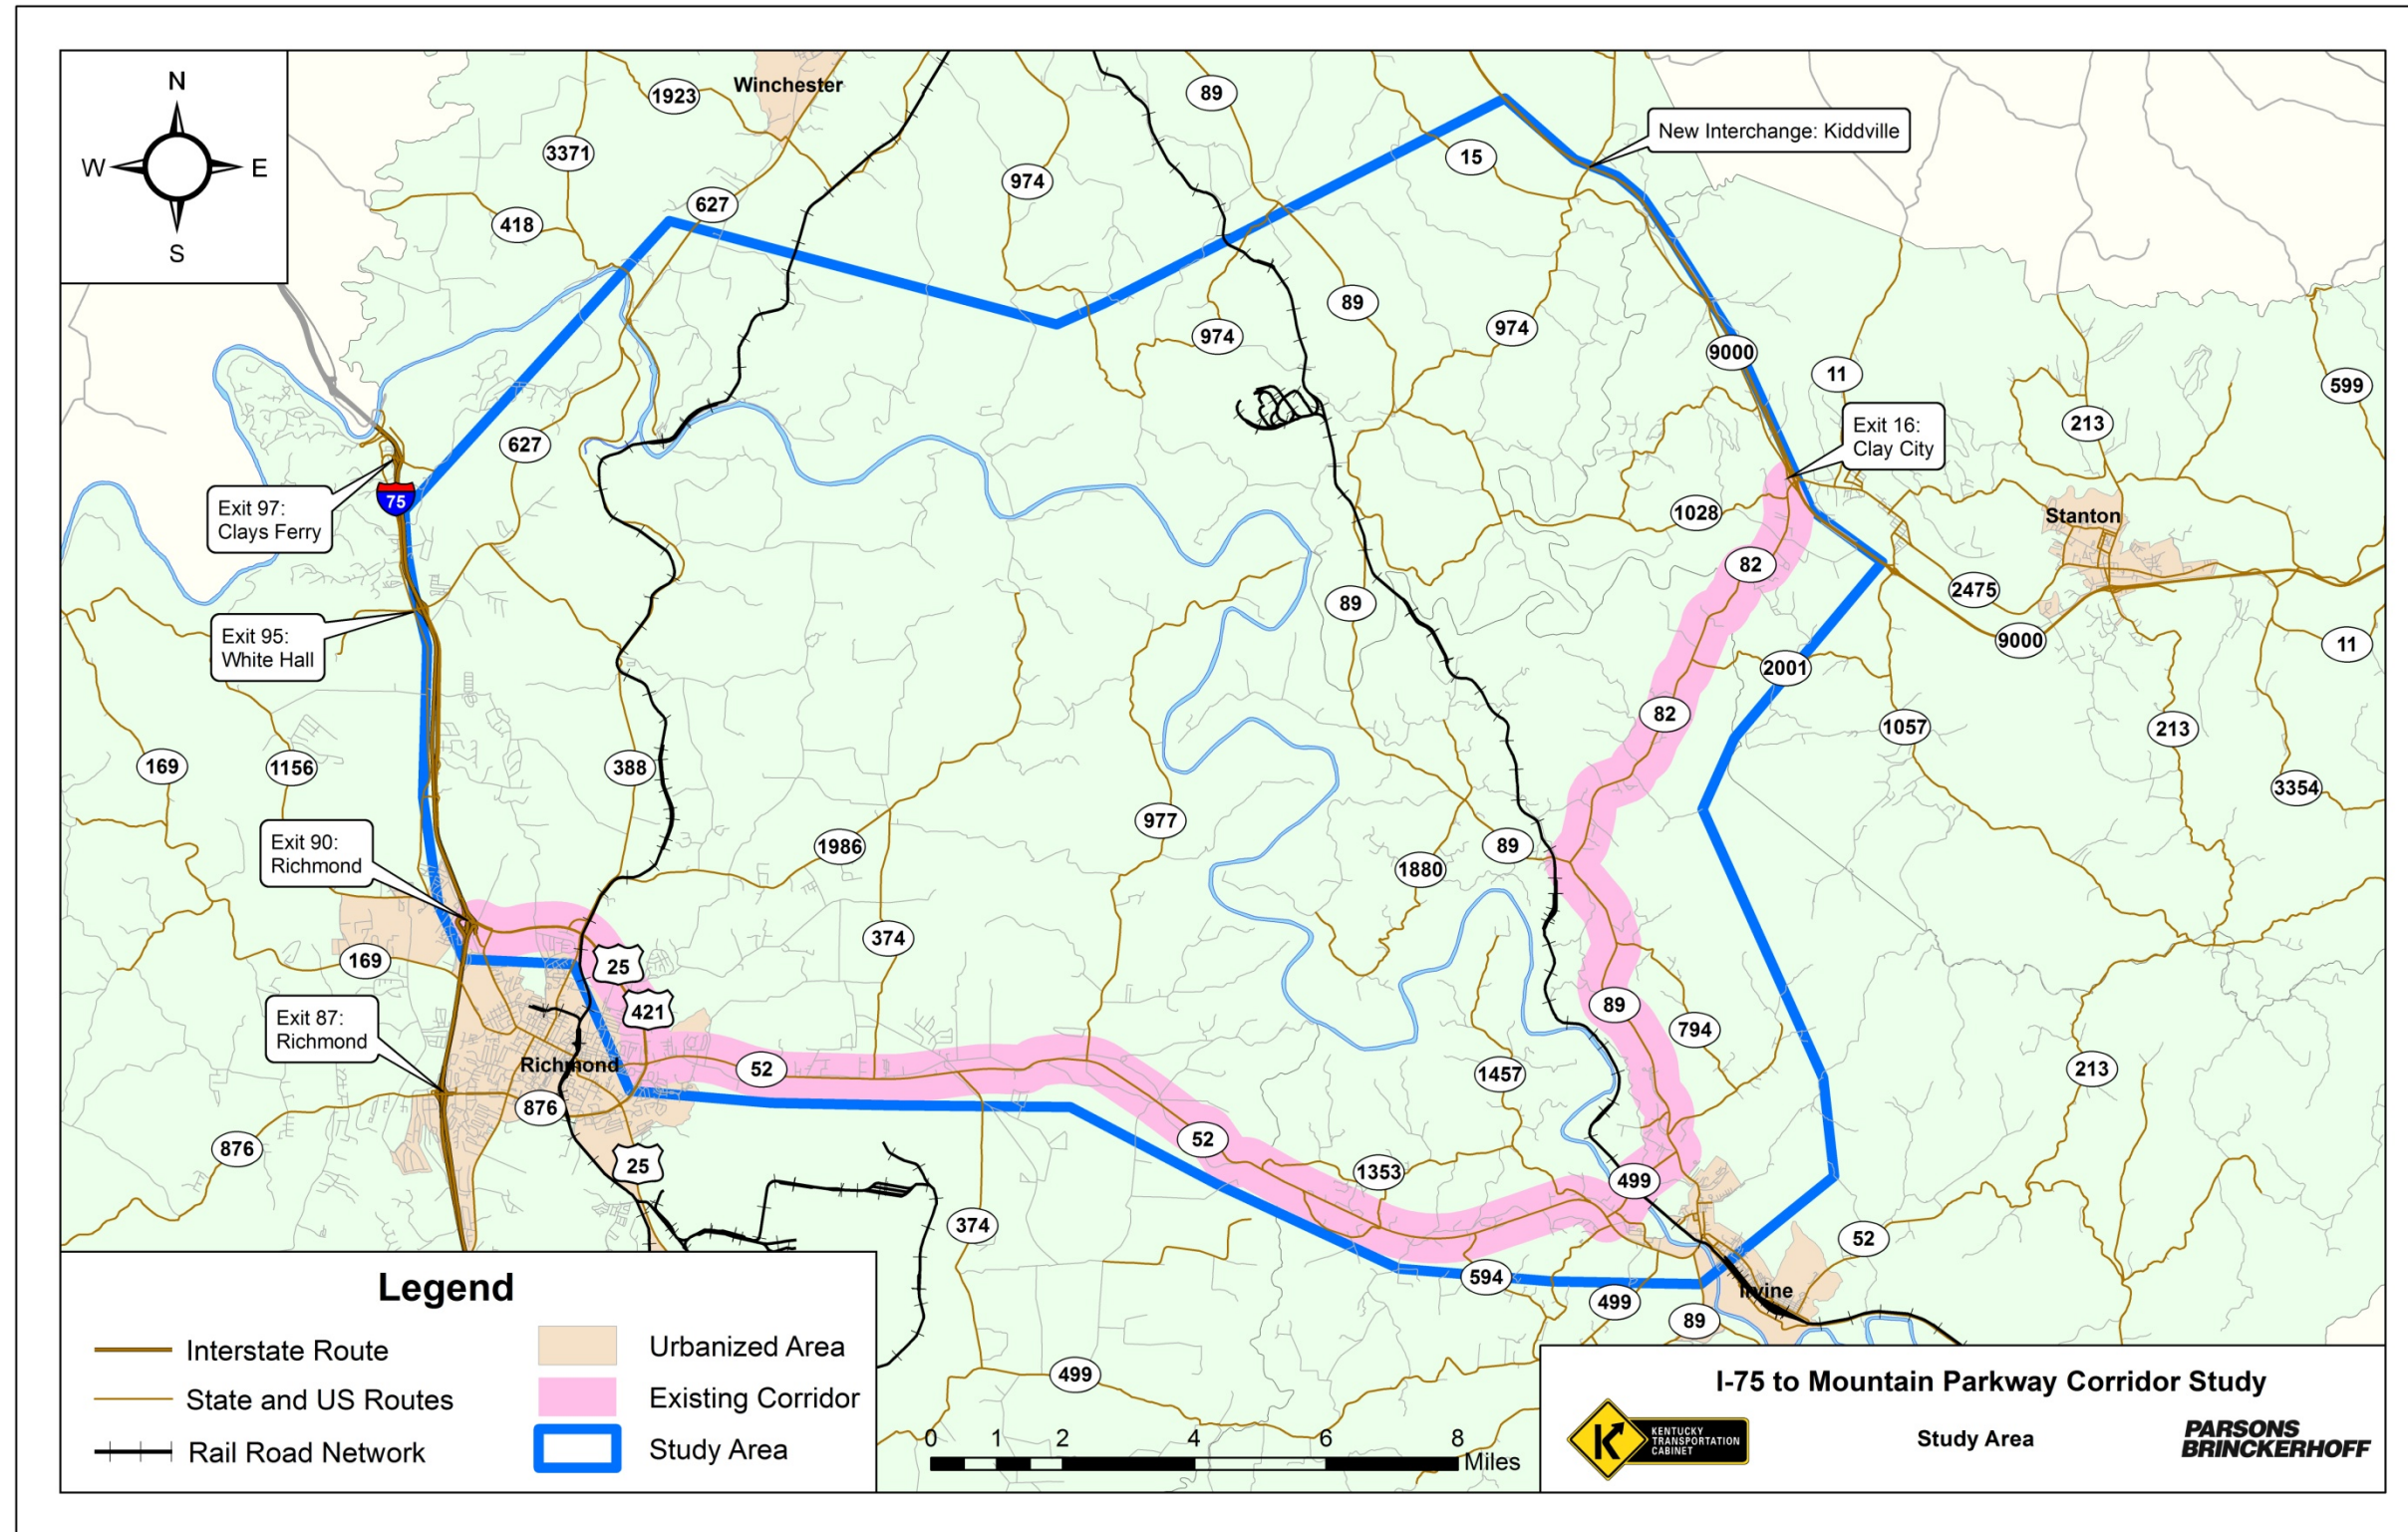 N
W
E
S
Winchester
1923
89
3371
15
New Interchange: Kiddville
974
627
418
89
974
974
9000
11
599
213
Exit 16:
Clay City
627
Exit 97:
Clays Ferry
75
1028
Stanton
82
2475
89
Exit 95:
White Hall
9000
11
2001
82
1057
213
169
1156
388
3354
977
Exit 90:
Richmond
1986
89
1880
374
169
25
89
421
794
Exit 87:
Richmond
Richmond
52
1457
213
876
52
876
25
1353
499
374
52
594
Irvine
499
89
499
Legend
Interstate Route
State and US Routes
Rail Road Network
Urbanized Area
Existing Corridor
Study Area
0 1 2 4 6 8
Miles
I-75 to Mountain Parkway Corridor Study
KENTUCKY
TRANSPORTATION
CABINET
Study Area
PARSONS
BRINCKERHOFF